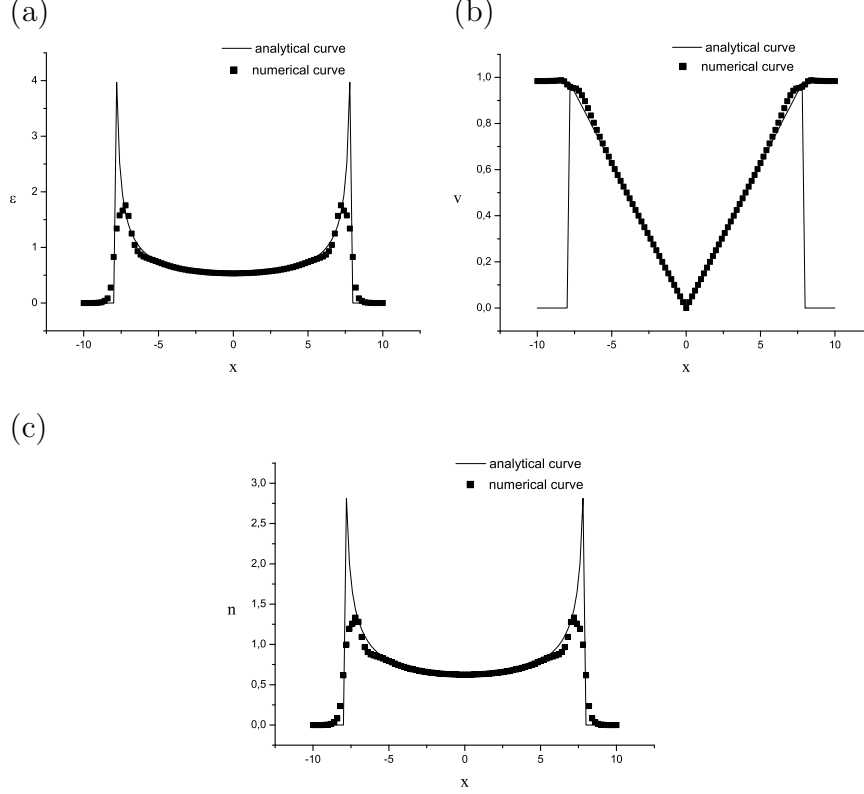 (a)
analytical curve
numerical curve
4
3
2
1
0
ε
-10 -5 0 5 10
x
(b)
analytical curve
numerical curve
1,0
0,8
0,6
0,4
0,2
0,0
v
-10 -5 0 5 10
x
(c)
analytical curve
numerical curve
3,0
2,5
2,0
1,5
1,0
0,5
0,0
n
-10 -5 0 5 10
x